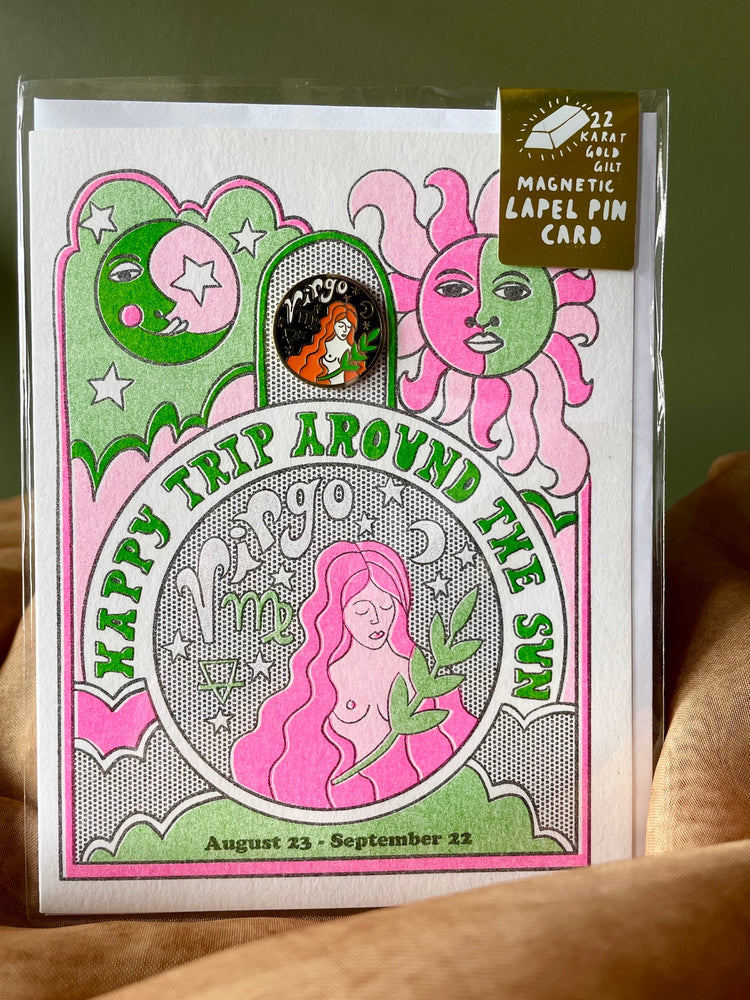 22
KARAT
GOLD
GILT
MAGNETIC
LAPEL PIN
CARD
Virgo
HAPPY TRIP AROUND THE SUN
Virgo
August 23 - September 22